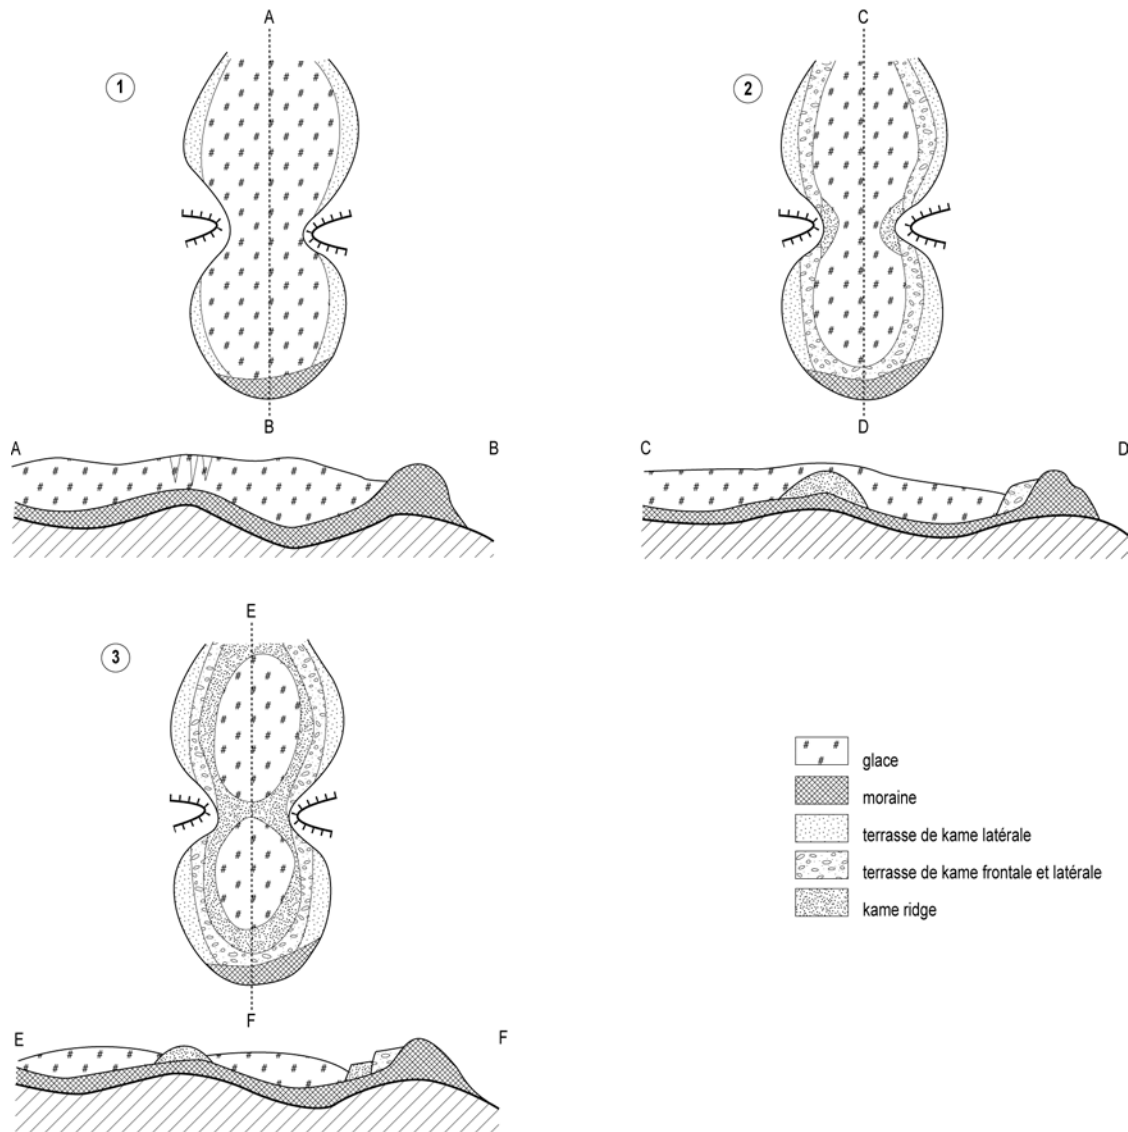 A
C
1
2
B
D
A
B
C
D
E
3
glace
moraine
terrasse de kame latérale
terrasse de kame frontale et latérale
kame ridge
F
E
F